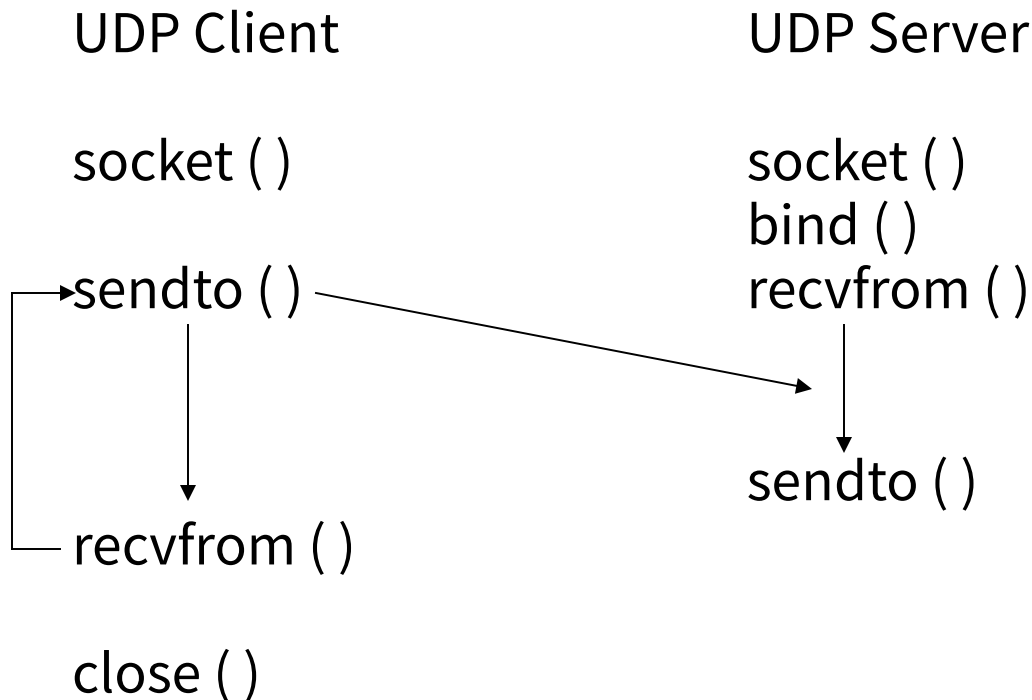 UDP Client
UDP Server
socket ( )
socket ( )
bind ( )
sendto ( )
recvfrom ( )
sendto ( )
recvfrom ( )
close ( )